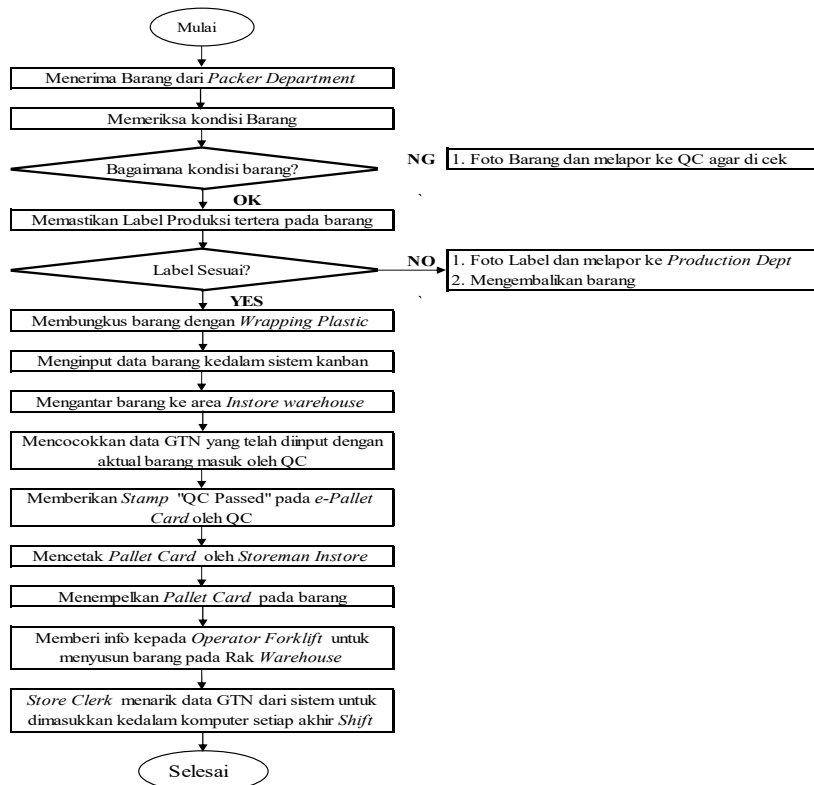 Mulai
Menerima Barang dari Packer Department
Memeriksa kondisi Barang
Bagaimana kondisi barang?
NG
1. Foto Barang dan melapor ke QC agar di cek
OK
`
Memastikan Label Produksi tertera pada barang
Label Sesuai?
NO
1. Foto Label dan melapor ke Production Dept
2. Mengembalikan barang
YES
`
Membungkus barang dengan Wrapping Plastic
Menginput data barang kedalam sistem kanban
Mengantar barang ke area Instore warehouse
Mencocokkan data GTN yang telah diinput dengan
aktual barang masuk oleh QC
Memberikan Stamp "QC Passed" pada e-Pallet
Card oleh QC
Mencetak Pallet Card oleh Storeman Instore
Menempelkan Pallet Card pada barang
Memberi info kepada Operator Forklift untuk
menyusun barang pada Rak Warehouse
Store Clerk menarik data GTN dari sistem untuk
dimasukkan kedalam komputer setiap akhir Shift
Selesai